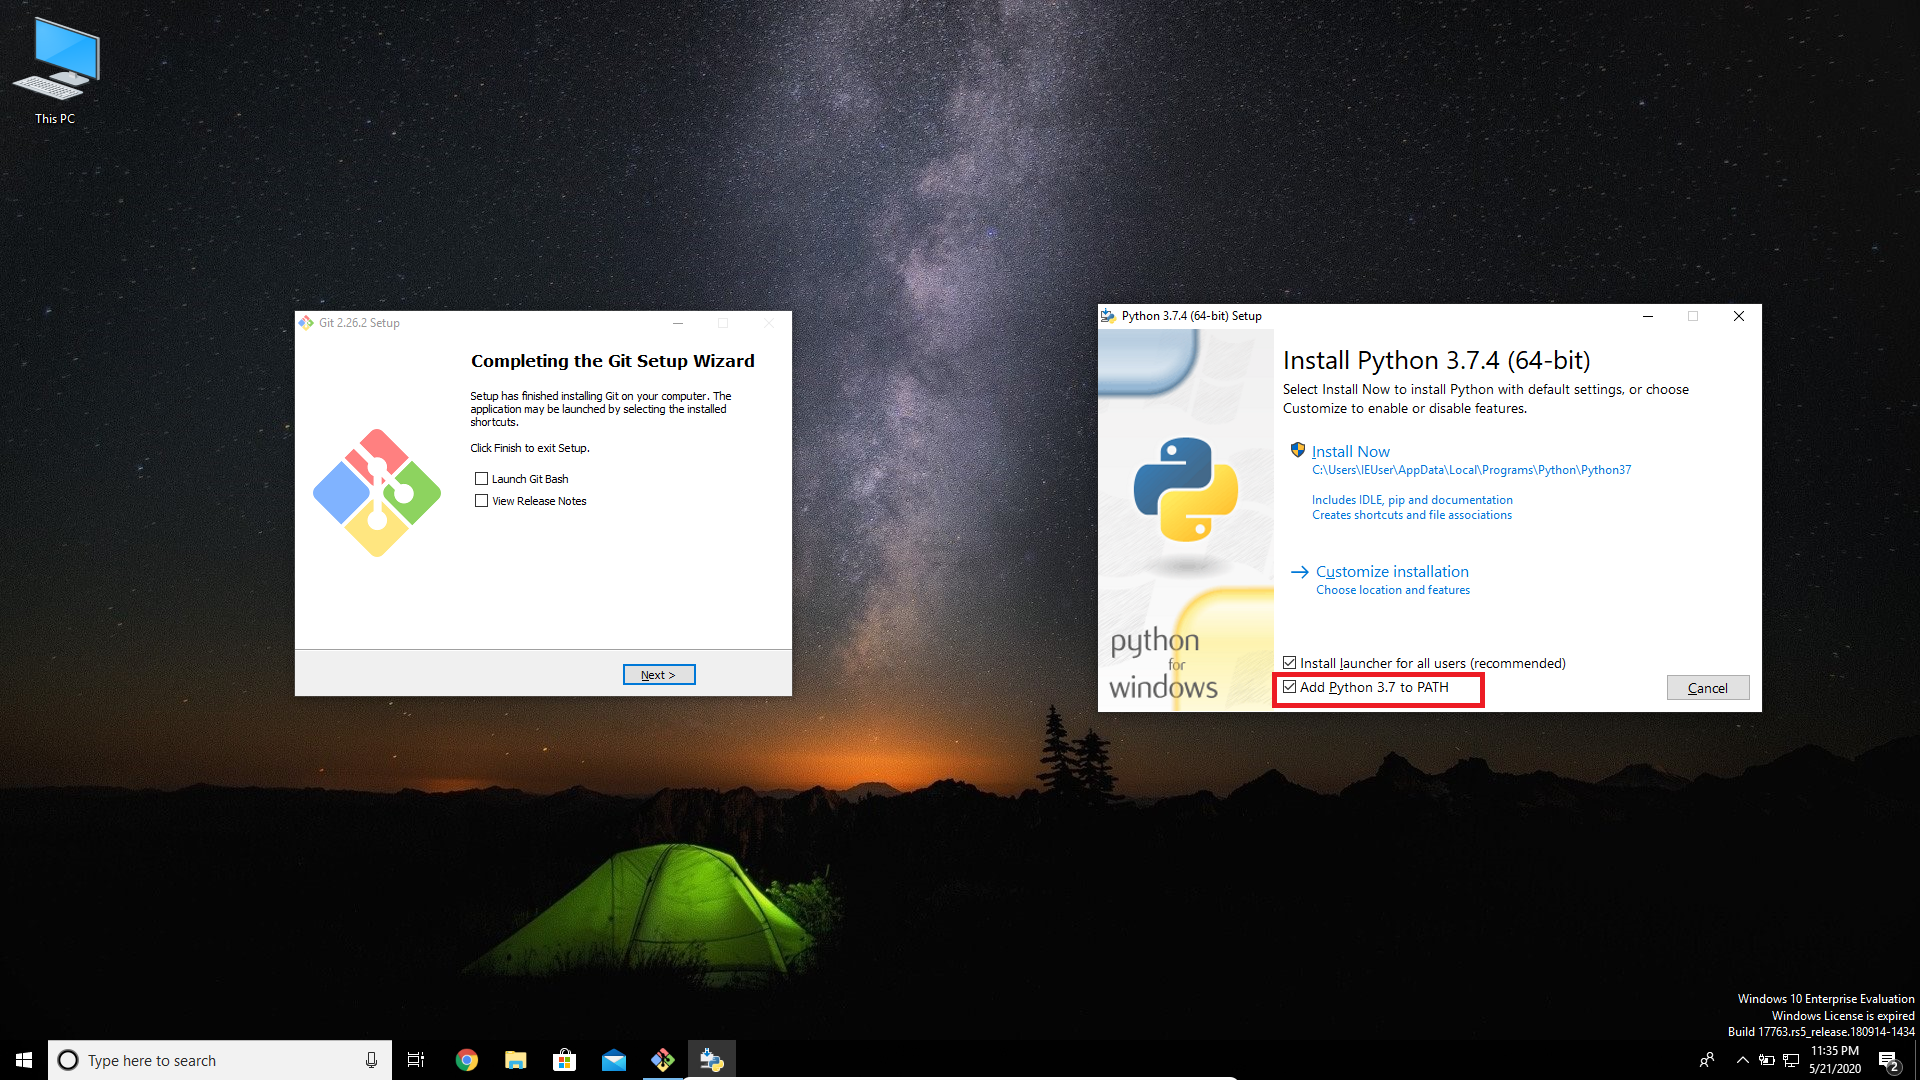 This PC
Git 2.26.2 Setup
Completing the Git Setup Wizard
Setup has finished installing Git on your computer. The
application may be launched by selecting the installed
shortcuts.
Click Finish to exit Setup.
Launch Git Bash
View Release Notes
Next >
Python 3.7.4 (64-bit) Setup
Install Python 3.7.4 (64-bit)
Select Install Now to install Python with default settings, or choose
Customize to enable or disable features.
Install Now
C:\Users\IEUser\AppData\Local\Programs\Python\Python37
Includes IDLE, pip and documentation
Creates shortcuts and file associations
Customize installation
Choose location and features
python
for
windows
Install launcher for all users (recommended)
Add Python 3.7 to PATH
Cancel
Windows 10 Enterprise Evaluation
Windows License is expired
Build 17763.rs5_release.180914-1434
Type here to search
11:35 PM
5/21/2020
2